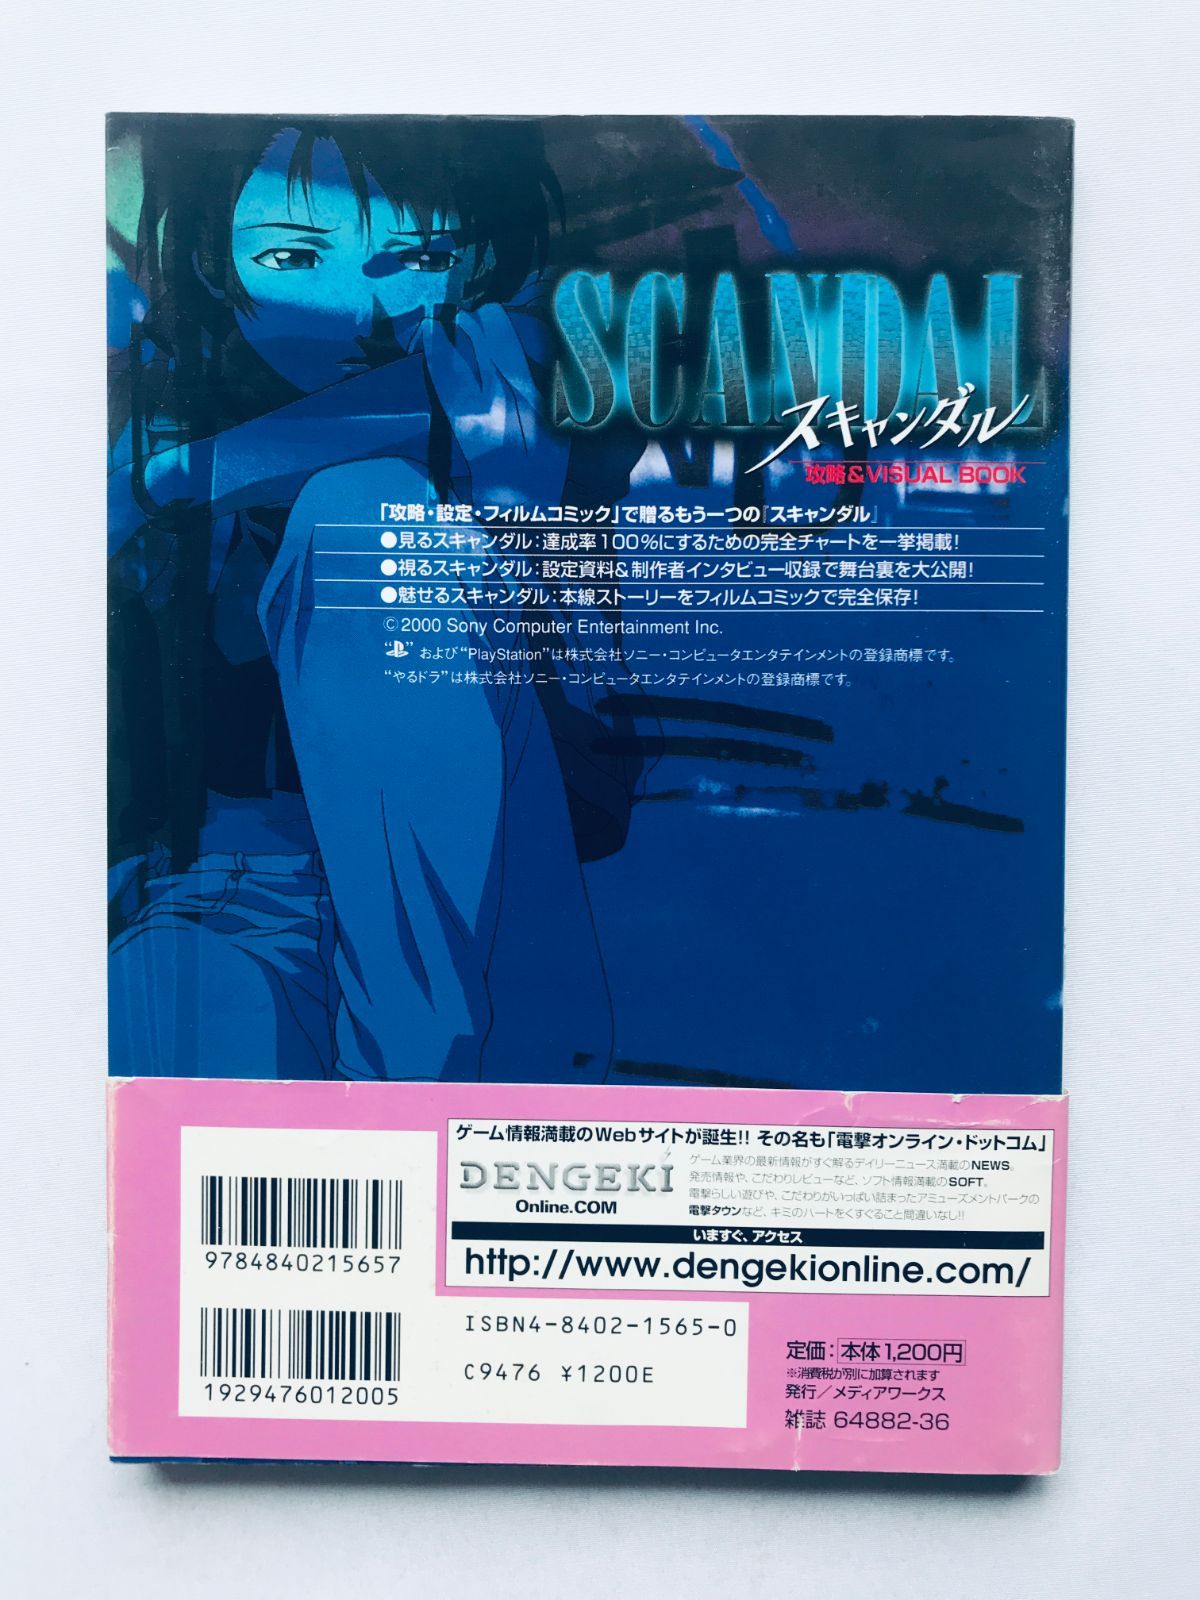 SCANDAL
スキャンダル
攻略&VISUAL BOOK
「攻略・設定・フィルムコミック」で贈るもう一つの『スキャンダル』
●見るスキャンダル:達成率100%にするための完全チャートを一挙掲載!
●視るスキャンダル:設定資料&制作者インタビュー収録で舞台裏を大公開!
●魅せるスキャンダル:本線ストーリーをフィルムコミックで完全保存!
©2000 Sony Computer Entertainment Inc.
“PS” および“PlayStation”は株式会社ソニー・コンピュータエンタテインメントの登録商標です。
“やるドラ”は株式会社ソニー・コンピュータエンタテインメントの登録商標です。
ゲーム情報満載のWebサイトが誕生!! その名も「電撃オンライン・ドットコム」
DENGEKI
Online.COM
ゲーム業界の最新情報がすぐ解るデイリーニュース満載のNEWS。
発売情報や、こだわりレビューなど、ソフト情報満載のSOFT。
電撃らしい遊びや、こだわりがいっぱい詰まったアミューズメントパークの
電撃タウンなど、キミのハートをくすぐること間違いなし!!
いますぐ、アクセス
http://www.dengekionline.com/
9784840215657
ISBN4-8402-1565-0
C9476 ¥1200E
1929476012005
定価:本体1,200円
※消費税が別に加算されます
発行/メディアワークス
雑誌 64882-36